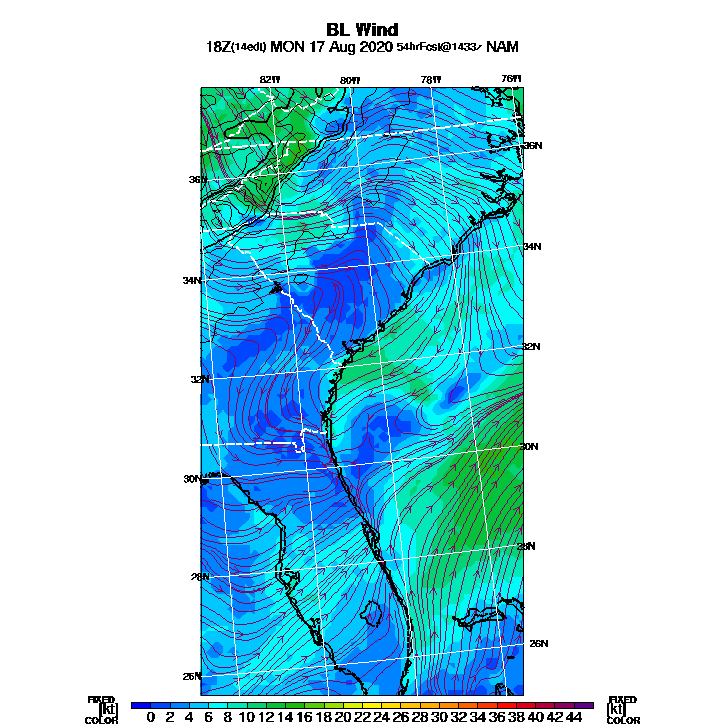 BL Wind
18Z(14edt) MON 17 Aug 2020 54hrFcst@1433z NAM
82W 80W 78W 76W
36N
36N
34N
34N
32N
32N
30N
30N
28N
28N
26N
26N
FIXED FIXED
[kt] 0 2 4 6 8 10 12 14 16 18 20 22 24 26 28 30 32 34 36 38 40 42 44 [kt]
COLOR COLOR